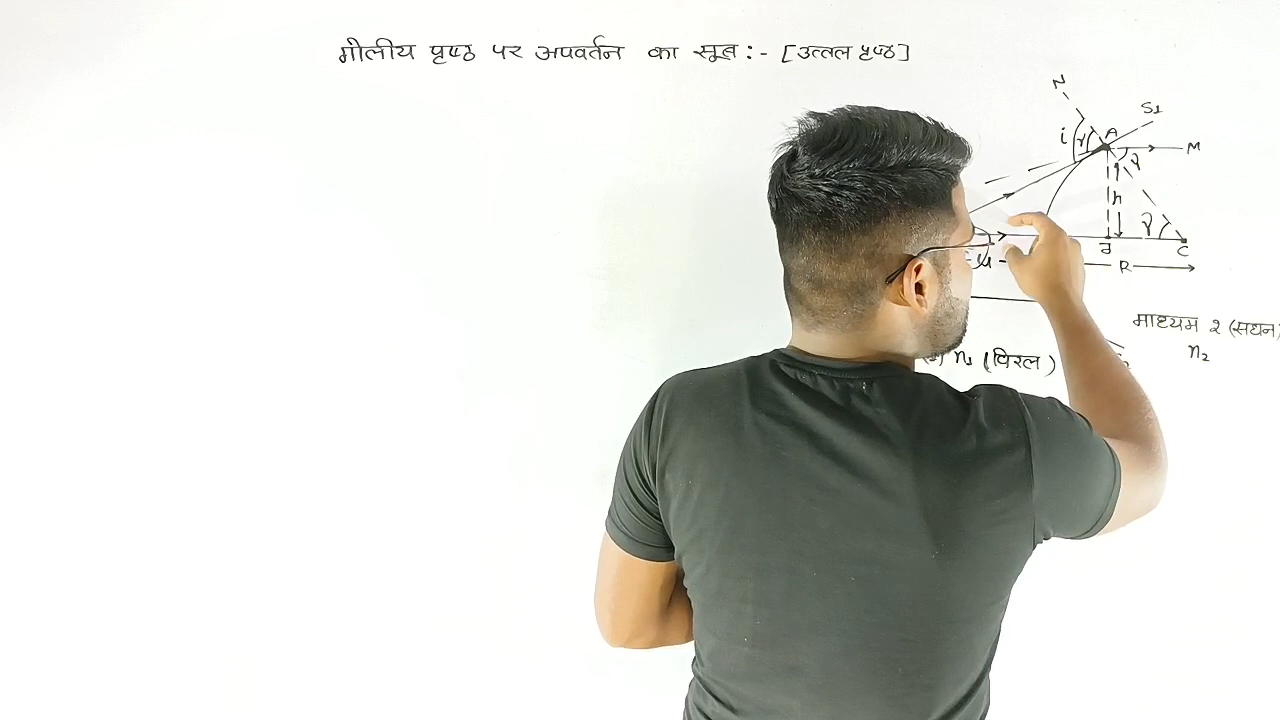 गोलीय पृष्ठ पर अपवर्तन का सूत्र :- [उत्तल पृष्ठ]
N
S1
i r A M
r
h
γ
B C
u R
माध्यम 2 (सघन)
n₁ (विरल) n₂